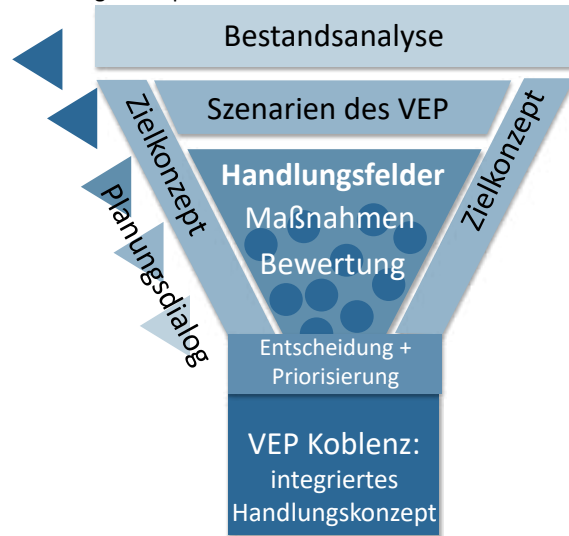 Bestandsanalyse
Szenarien des VEP
Zielkonzept
Zielkonzept
Handlungsfelder
Maßnahmen
Bewertung
Planungsdialog
Entscheidung +
Priorisierung
VEP Koblenz:
integriertes
Handlungskonzept